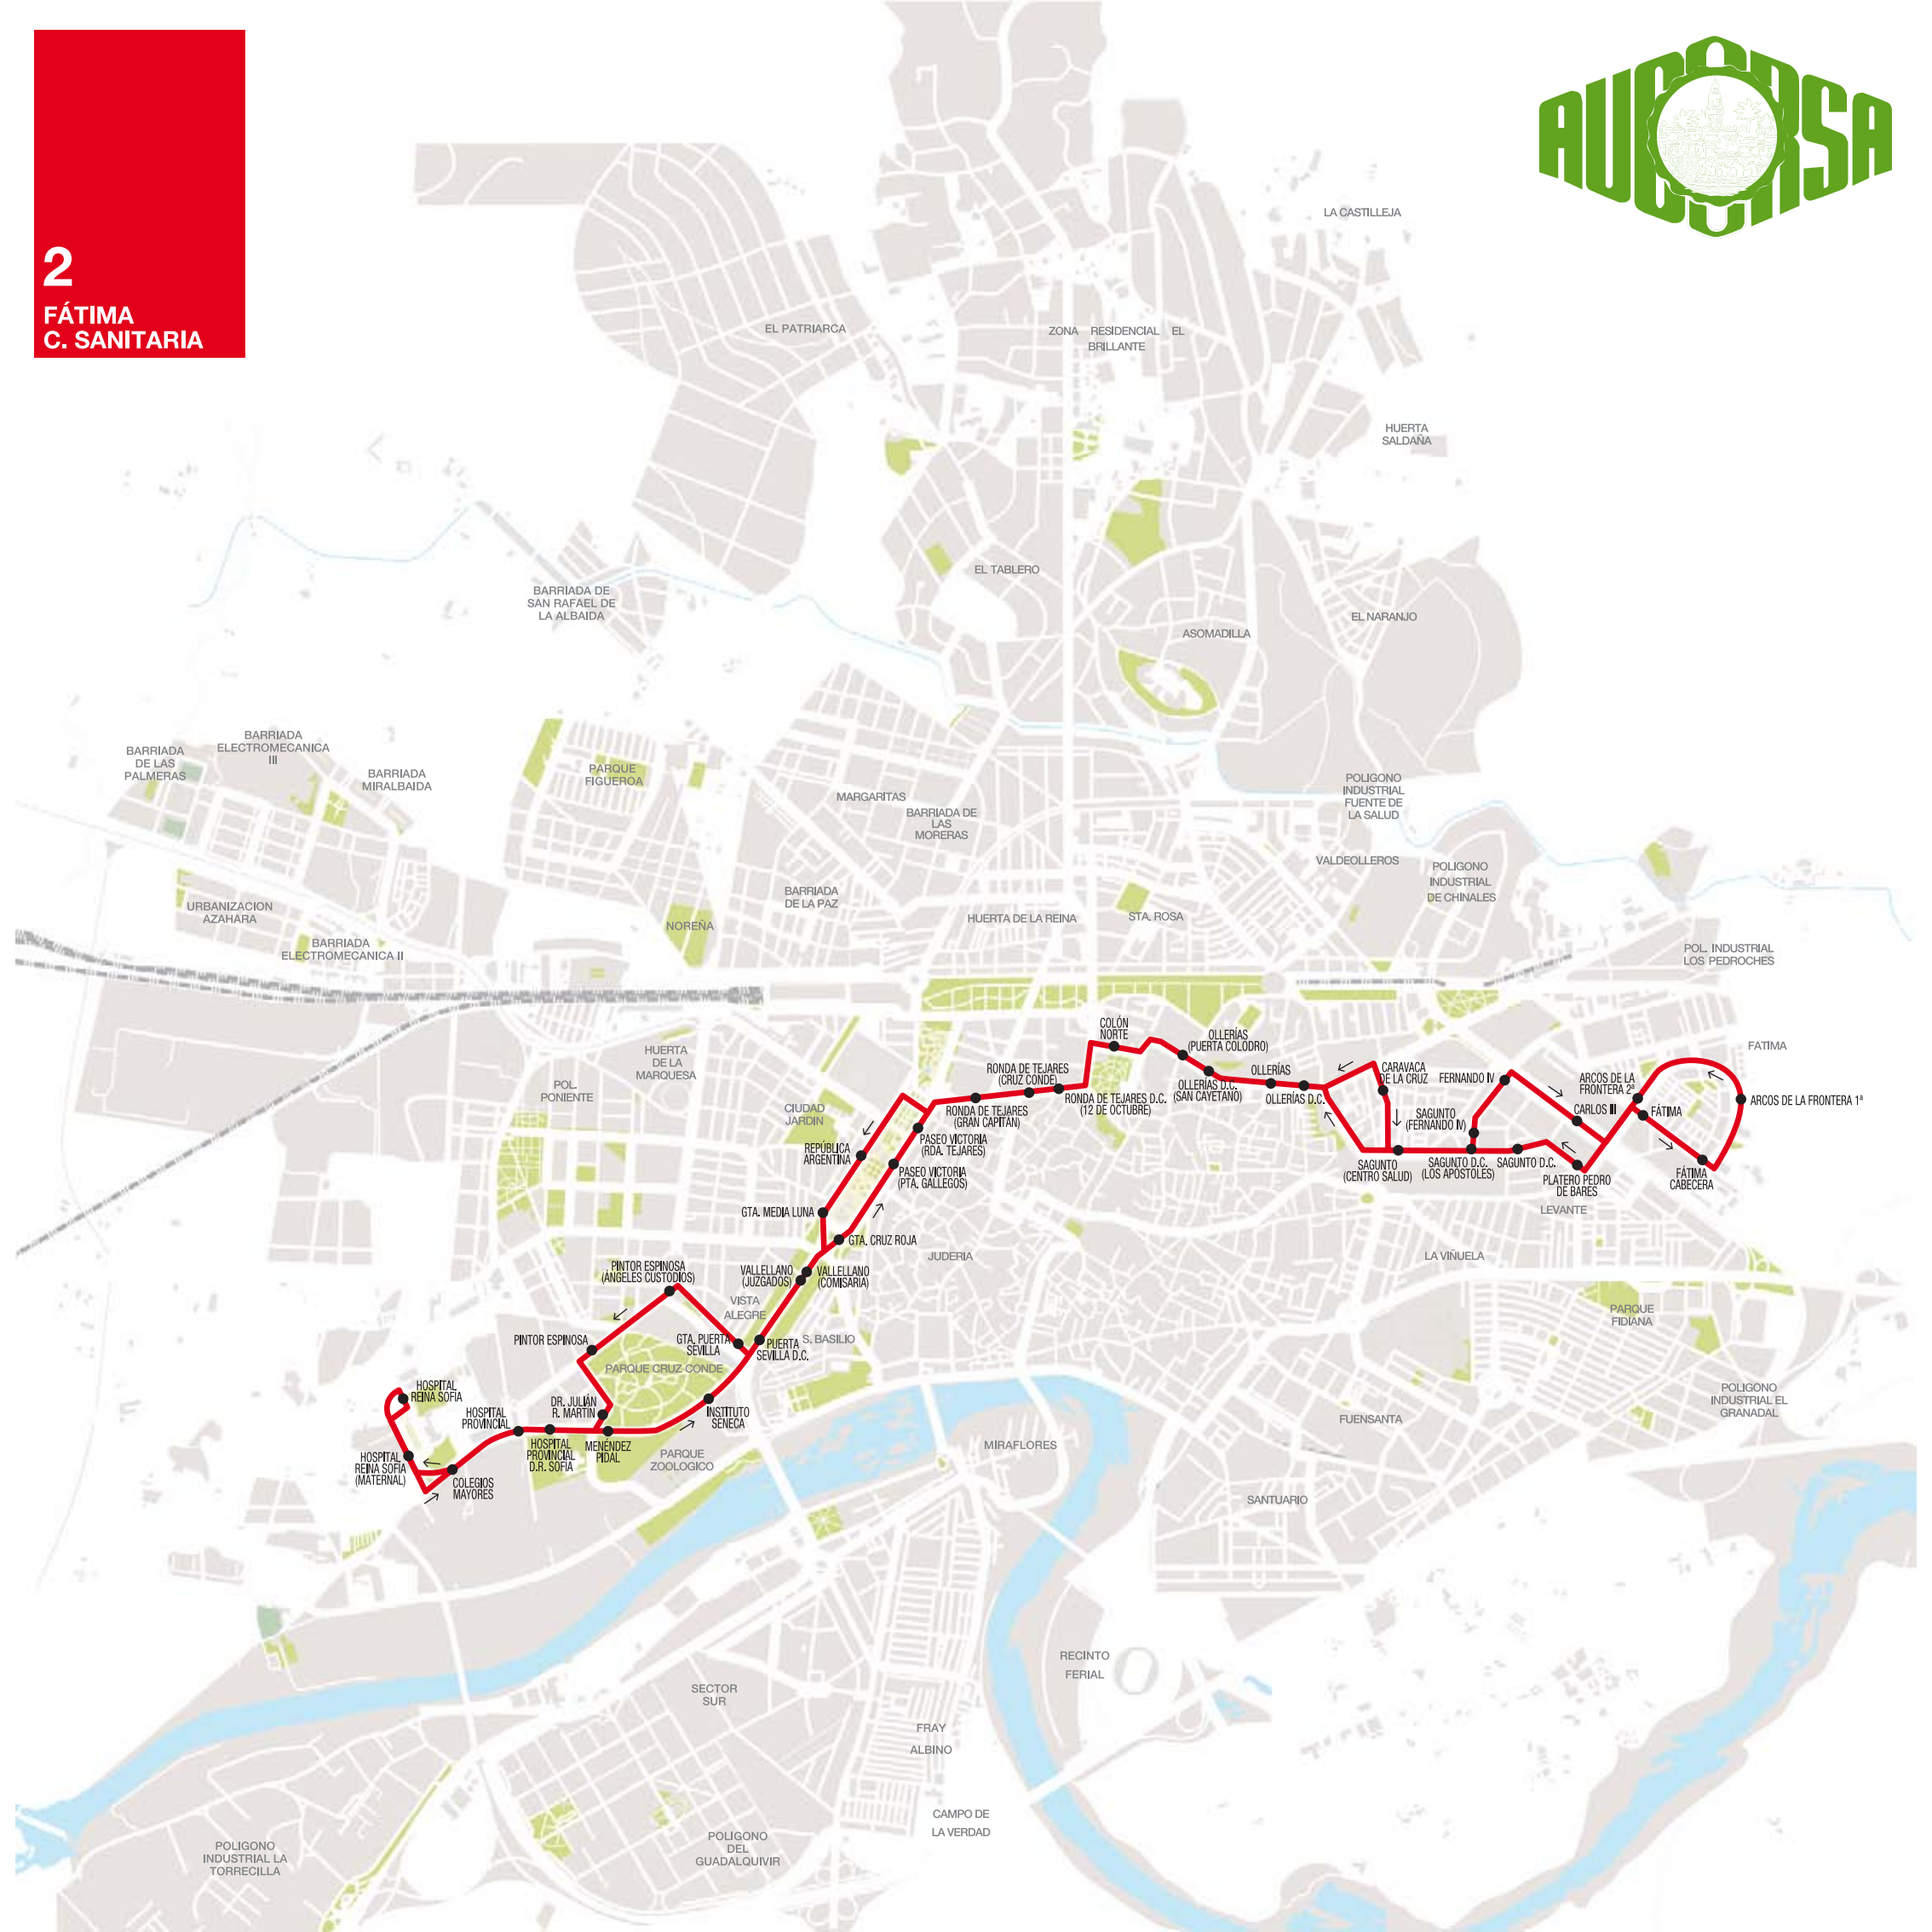 2
FÁTIMA
C. SANITARIA
AUCORSA
LA CASTILLEJA
EL PATRIARCA
ZONA RESIDENCIAL EL
BRILLANTE
HUERTA
SALDAÑA
EL TABLERO
BARRIADA DE
SAN RAFAEL DE
LA ALBAIDA
EL NARANJO
ASOMADILLA
BARRIADA
DE LAS
PALMERAS
BARRIADA
ELECTROMECANICA
III
BARRIADA
MIRALBAIDA
PARQUE
FIGUEROA
MARGARITAS
BARRIADA DE
LAS
MORERAS
POLIGONO
INDUSTRIAL
FUENTE DE
LA SALUD
VALDEOLLEROS
POLIGONO
INDUSTRIAL
DE CHINALES
URBANIZACION
AZAHARA
BARRIADA
ELECTROMECANICA II
NOREÑA
BARRIADA
DE LA PAZ
HUERTA DE LA REINA
STA. ROSA
POL. INDUSTRIAL
LOS PEDROCHES
HUERTA
DE LA
MARQUESA
POL.
PONIENTE
CIUDAD
JARDIN
COLÓN
NORTE
OLLERÍAS
(PUERTA COLODRO)
RONDA DE TEJARES
(CRUZ CONDE)
RONDA DE TEJARES
(GRAN CAPITÁN)
RONDA DE TEJARES D.C.
(12 DE OCTUBRE)
OLLERÍAS D.C.
(SAN CAYETANO)
OLLERÍAS
OLLERÍAS D.C.
CARAVACA
DE LA CRUZ
FERNANDO IV
SAGUNTO
(FERNANDO IV)
ARCOS DE LA
FRONTERA 2ª
CARLOS III
FÁTIMA
FATIMA
ARCOS DE LA FRONTERA 1ª
REPÚBLICA
ARGENTINA
PASEO VICTORIA
(RDA. TEJARES)
PASEO VICTORIA
(PTA. GALLEGOS)
SAGUNTO
(CENTRO SALUD)
SAGUNTO D.C.
(LOS APÓSTOLES)
SAGUNTO D.C.
PLATERO PEDRO
DE BARES
FÁTIMA
CABECERA
LEVANTE
GTA. MEDIA LUNA
GTA. CRUZ ROJA
JUDERIA
LA VIÑUELA
PINTOR ESPINOSA
(ÁNGELES CUSTODIOS)
VALLELLANO
(JUZGADOS)
VALLELLANO
(COMISARIA)
VISTA
ALEGRE
PINTOR ESPINOSA
GTA. PUERTA
SEVILLA
PUERTA
SEVILLA D.C.
S. BASILIO
PARQUE CRUZ CONDE
PARQUE
FIDIANA
HOSPITAL
REINA SOFÍA
HOSPITAL
PROVINCIAL
DR. JULIÁN
R. MARTÍN
INSTITUTO
SENECA
HOSPITAL
REINA SOFÍA
(MATERNAL)
COLEGIOS
MAYORES
HOSPITAL
PROVINCIAL
D.R. SOFÍA
MENÉNDEZ
PIDAL
PARQUE
ZOOLOGICO
MIRAFLORES
FUENSANTA
POLIGONO
INDUSTRIAL EL
GRANADAL
SANTUARIO
RECINTO
FERIAL
SECTOR
SUR
FRAY
ALBINO
CAMPO DE
LA VERDAD
POLIGONO
INDUSTRIAL LA
TORRECILLA
POLIGONO
DEL
GUADALQUIVIR